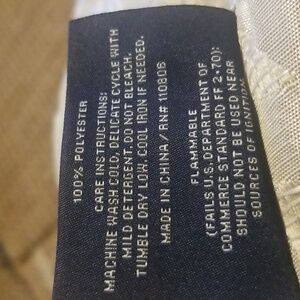 100% POLYESTER
CARE INSTRUCTIONS:
MACHINE WASH COLD, DELICATE CYCLE WITH
MILD DETERGENT. DO NOT BLEACH.
TUMBLE DRY LOW. COOL IRON IF NEEDED.
MADE IN CHINA / RN# 110806
FLAMMABLE
(FAILS U.S. DEPARTMENT OF
COMMERCE STANDARD FF 2-70):
SHOULD NOT BE USED NEAR
SOURCES OF IGNITION